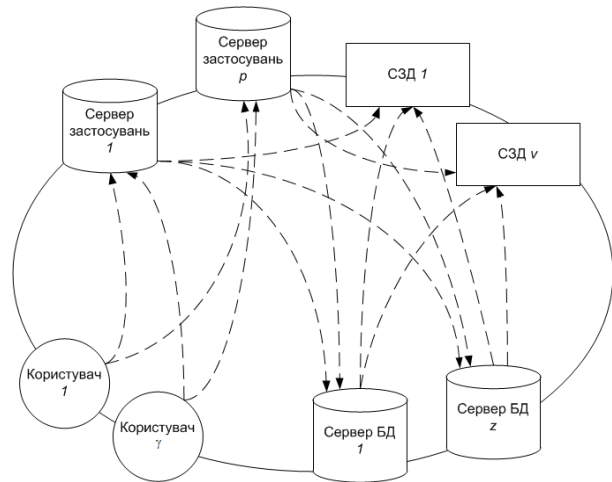 Сервер
застосувань
p
СЗД 1
Сервер
застосувань
1
СЗД v
Користувач
1
Користувач
γ
Сервер БД
1
Сервер БД
z